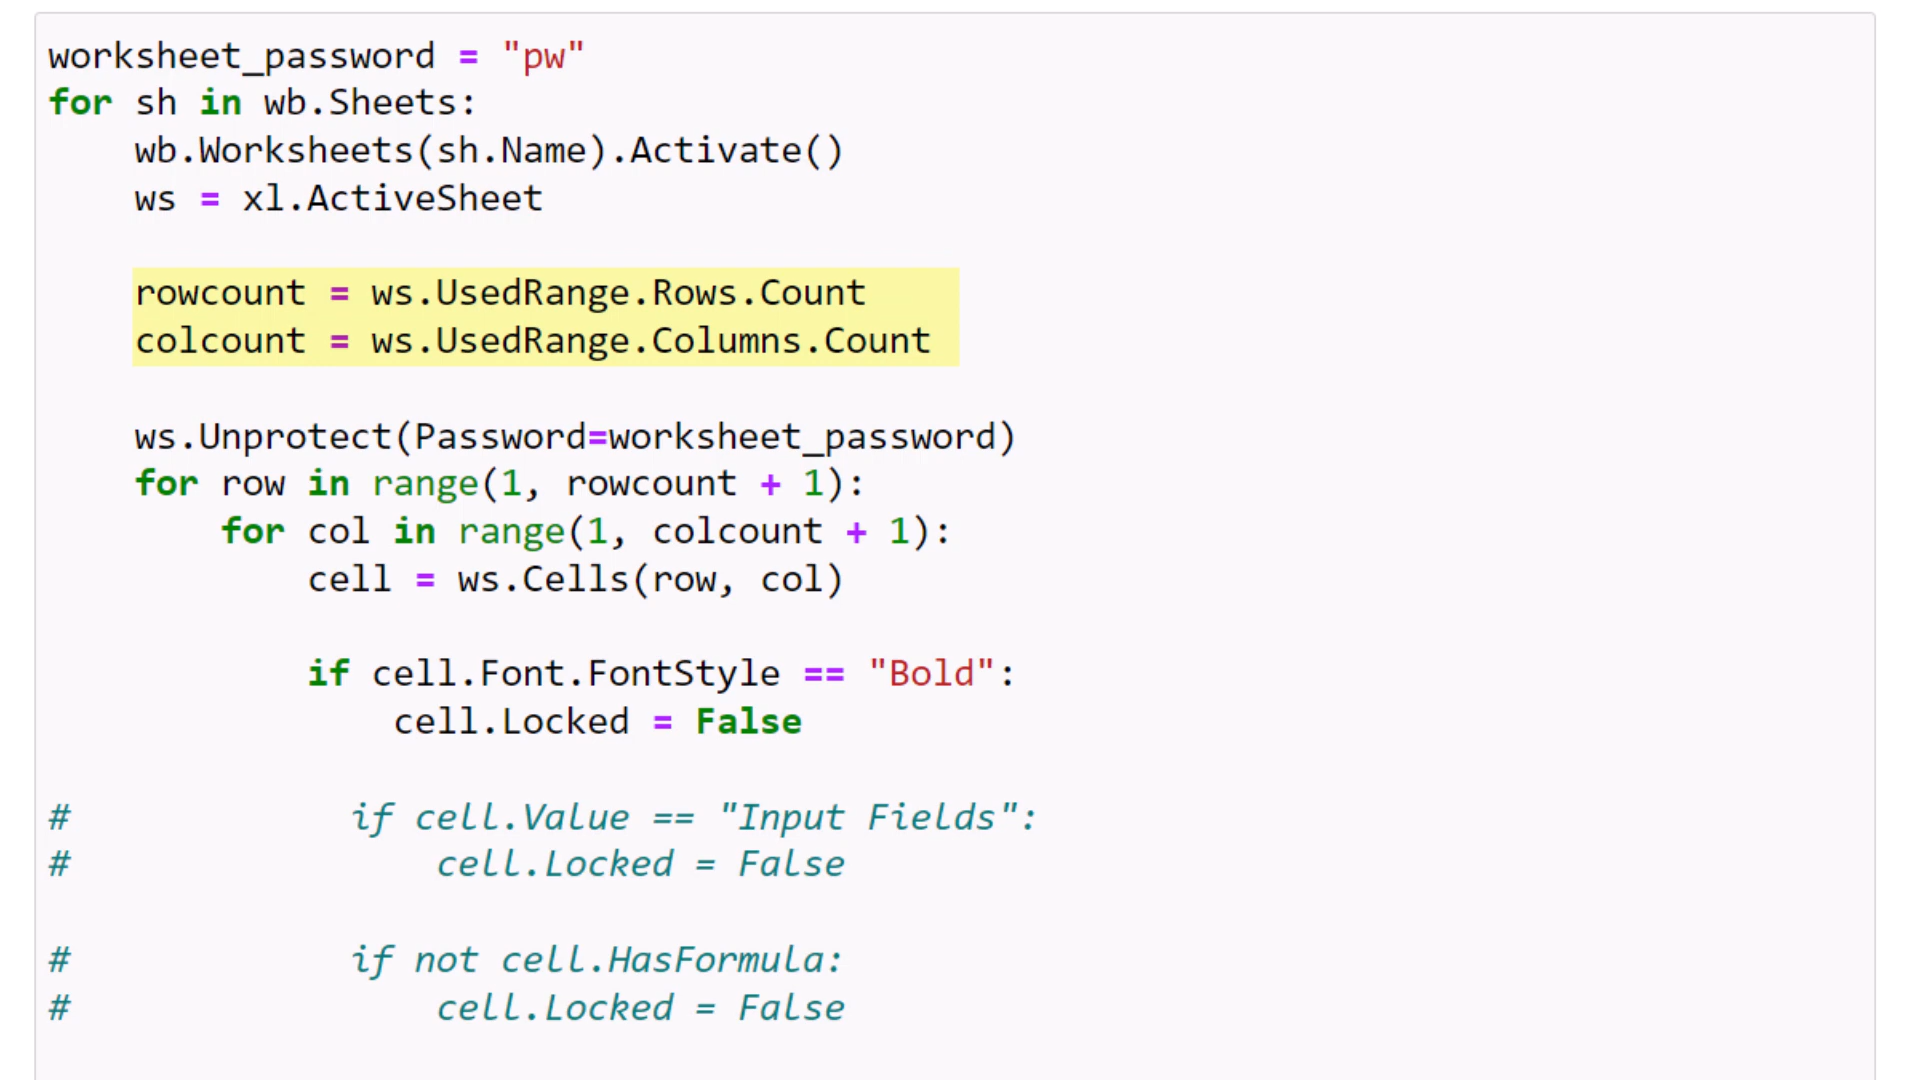 worksheet_password = "pw"
for sh in wb.Sheets:
    wb.Worksheets(sh.Name).Activate()
    ws = xl.ActiveSheet

    rowcount = ws.UsedRange.Rows.Count
    colcount = ws.UsedRange.Columns.Count

    ws.Unprotect(Password=worksheet_password)
    for row in range(1, rowcount + 1):
        for col in range(1, colcount + 1):
            cell = ws.Cells(row, col)

            if cell.Font.FontStyle == "Bold":
                cell.Locked = False

#             if cell.Value == "Input Fields":
#                 cell.Locked = False

#             if not cell.HasFormula:
#                 cell.Locked = False